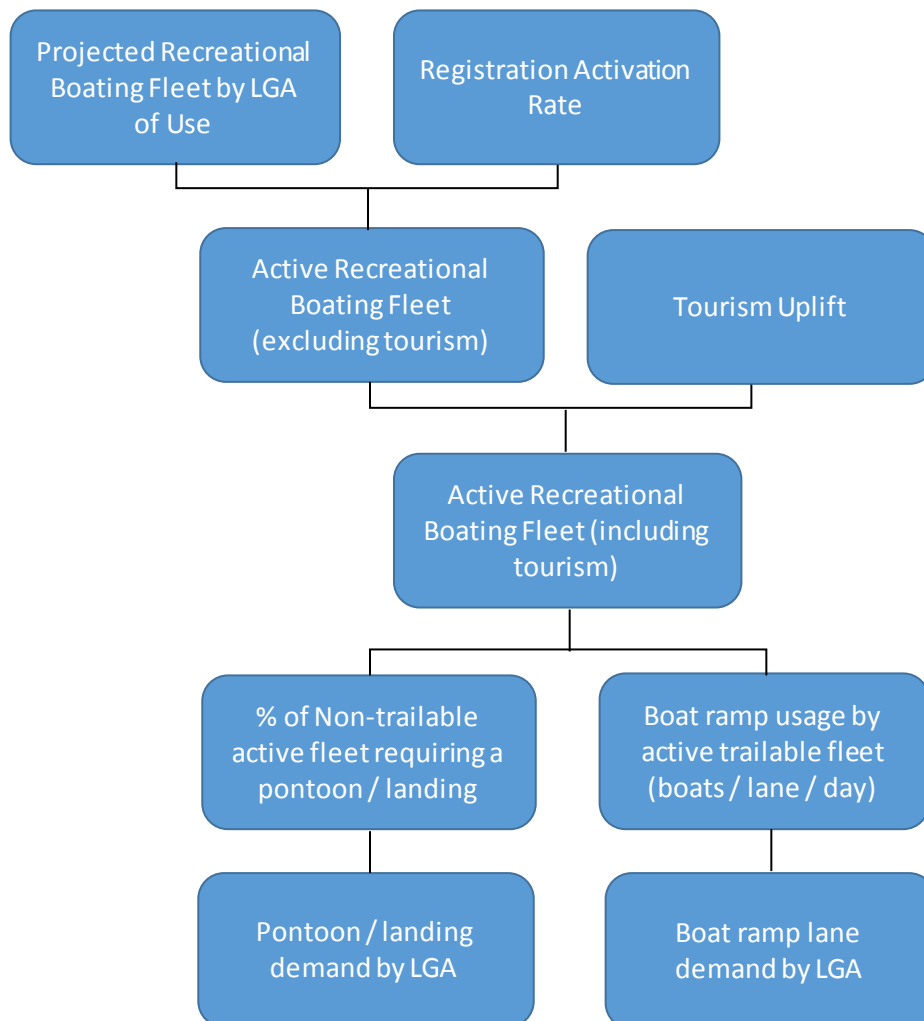 Projected Recreational
Boating Fleet by LGA
of Use
Registration Activation
Rate
Active Recreational
Boating Fleet
(excluding tourism)
Tourism Uplift
Active Recreational
Boating Fleet (including
tourism)
% of Non-trailable
active fleet requiring a
pontoon / landing
Boat ramp usage by
active trailable fleet
(boats / lane / day)
Pontoon / landing
demand by LGA
Boat ramp lane
demand by LGA